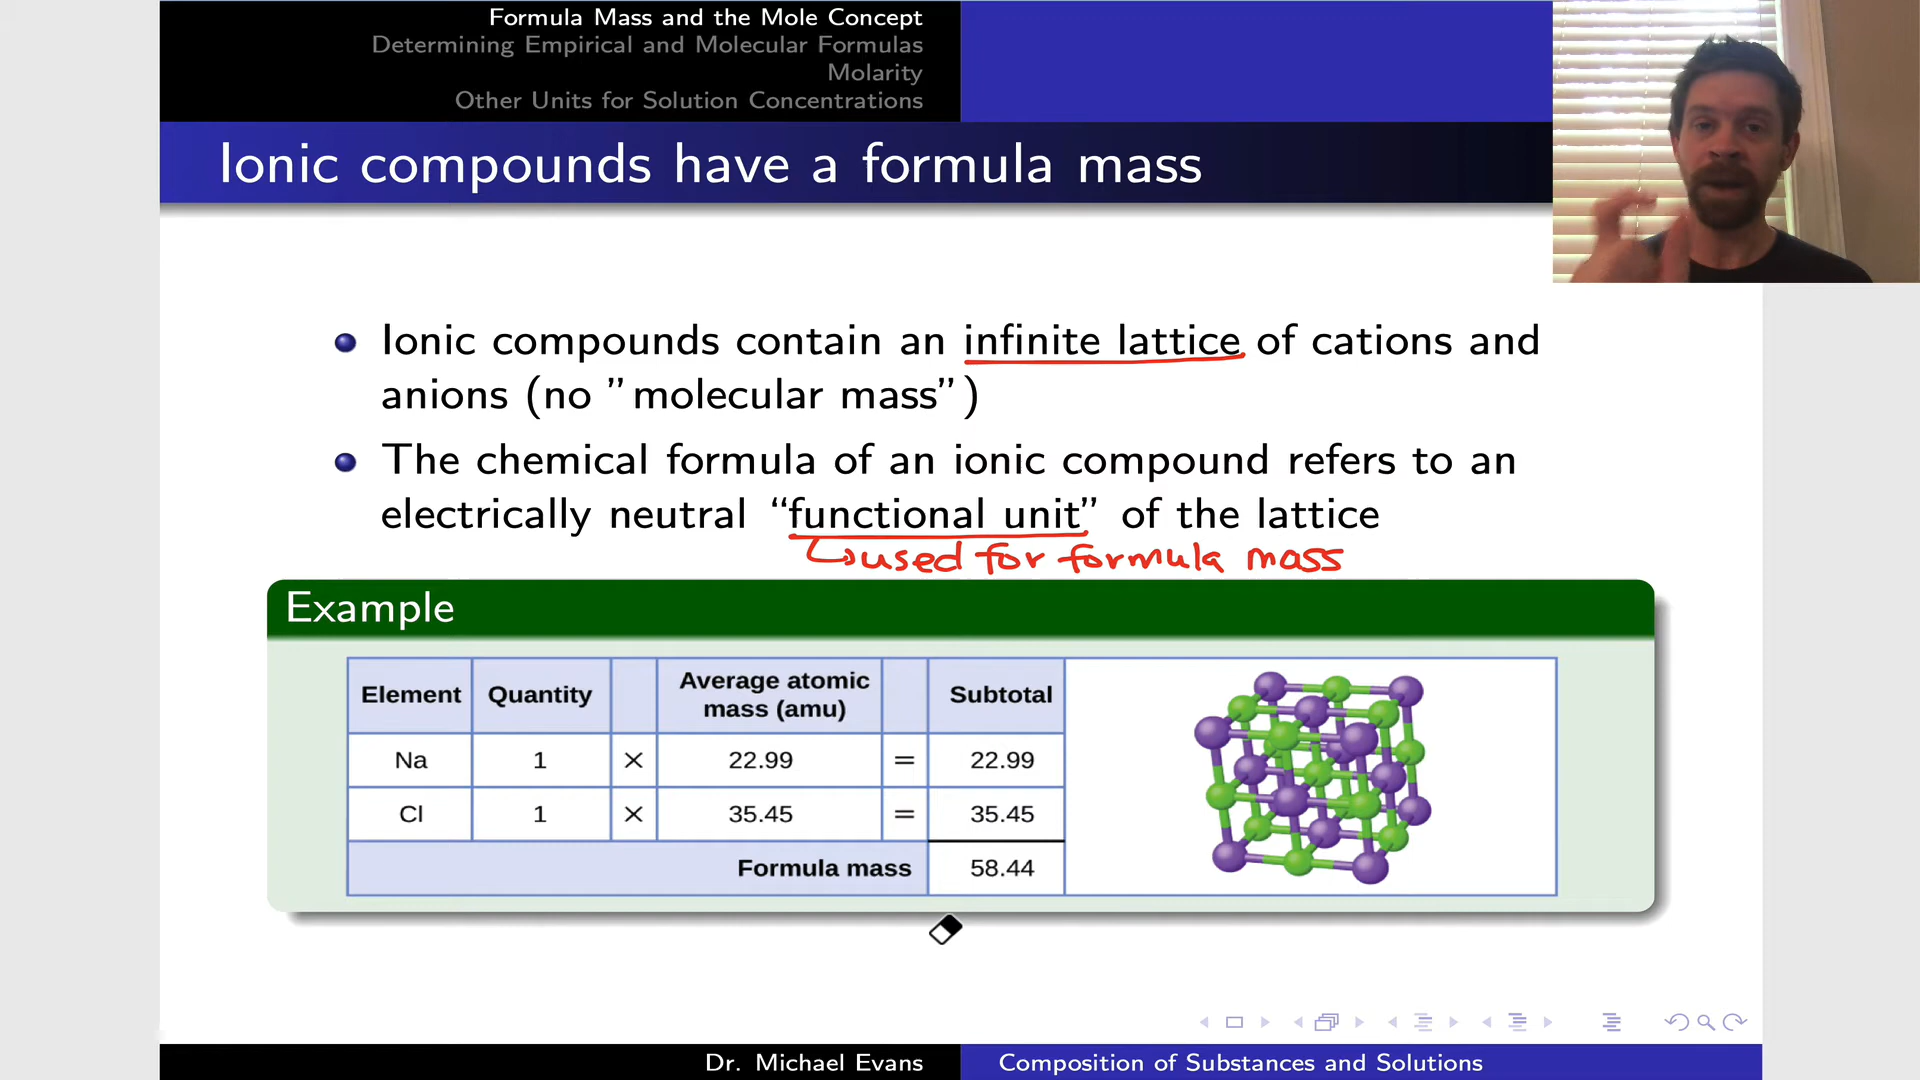 Formula Mass and the Mole Concept
Determining Empirical and Molecular Formulas
Molarity
Other Units for Solution Concentrations
Ionic compounds have a formula mass
Ionic compounds contain an infinite lattice of cations and
anions (no ”molecular mass”)
The chemical formula of an ionic compound refers to an
electrically neutral “functional unit” of the lattice
used for formula mass
Example
Element Quantity Average atomic mass (amu) Subtotal
Na 1 × 22.99 = 22.99
Cl 1 × 35.45 = 35.45
Formula mass 58.44
Dr. Michael Evans Composition of Substances and Solutions